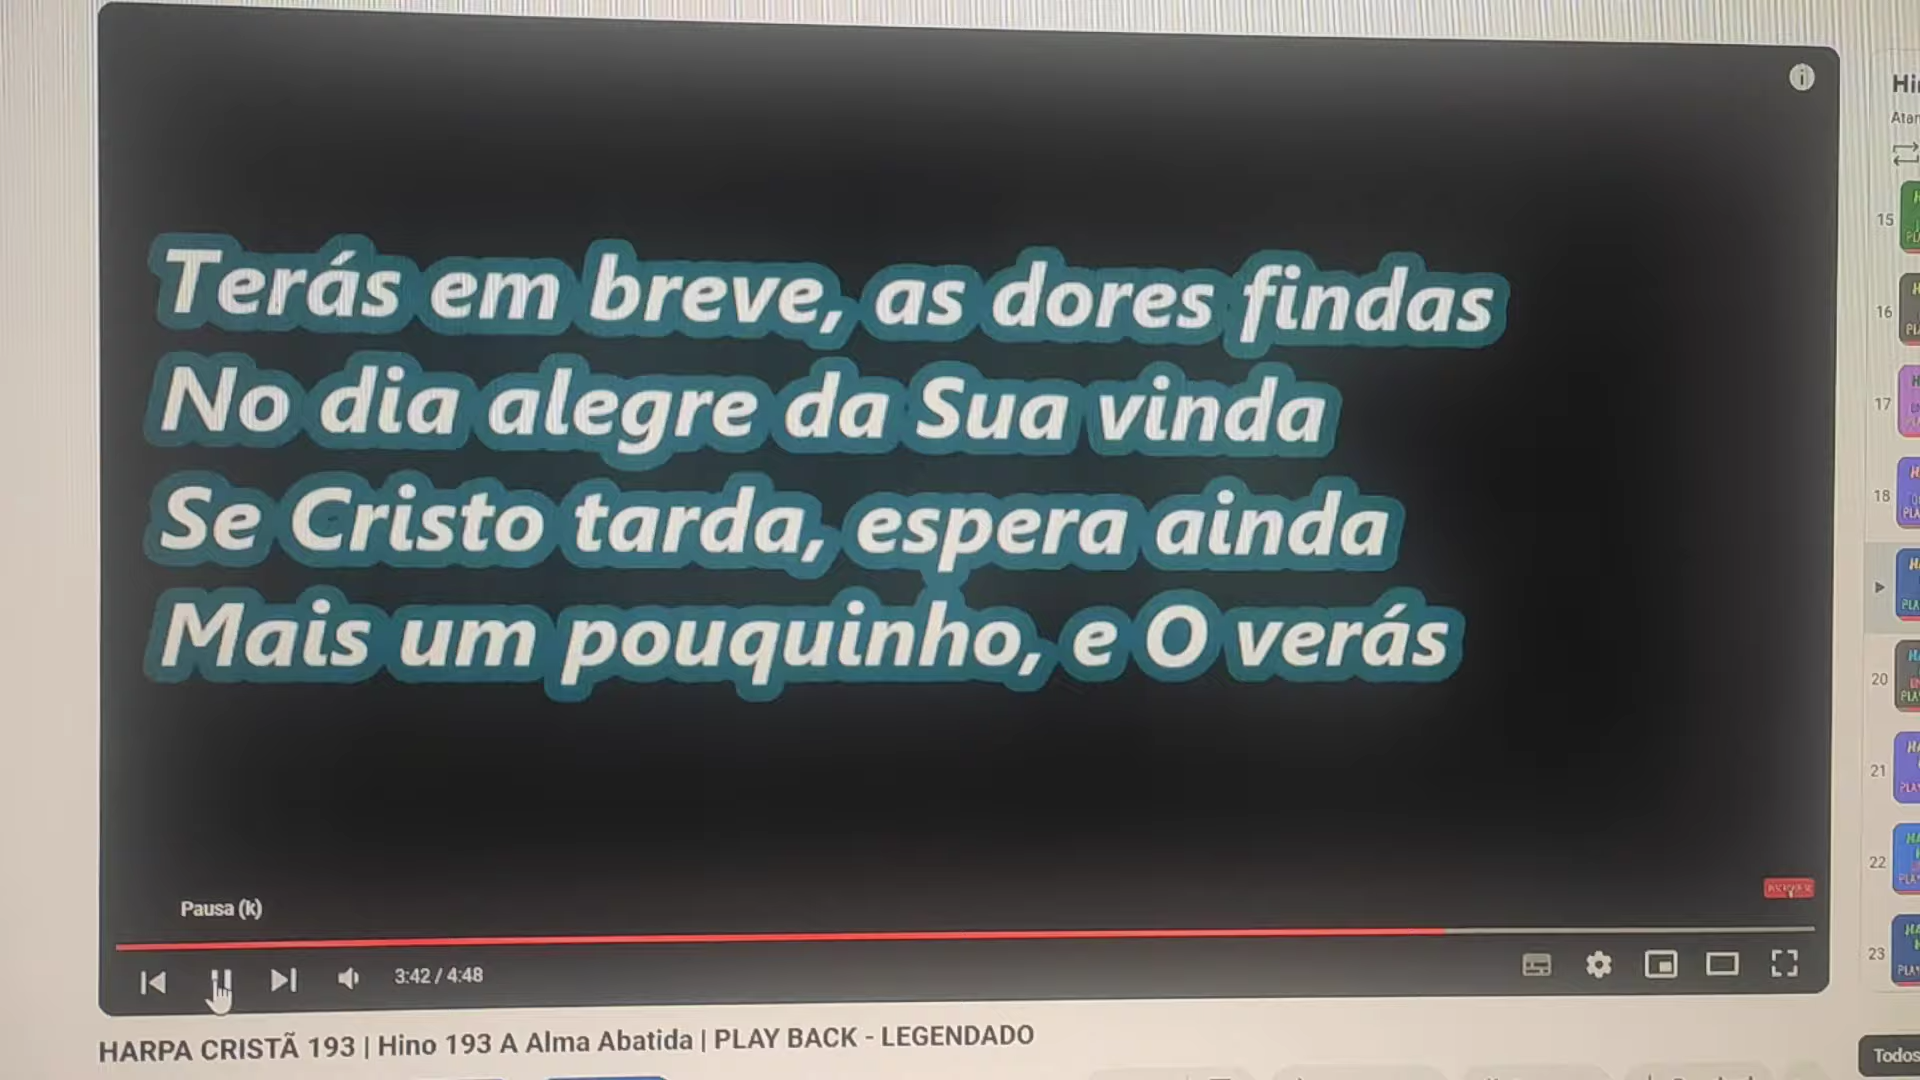 Terás em breve, as dores findas
No dia alegre da Sua vinda
Se Cristo tarda, espera ainda
Mais um pouquinho, e O verás
Pausa (k)
3:42 / 4:48
HARPA CRISTÃ 193 | Hino 193 A Alma Abatida | PLAY BACK - LEGENDADO
15
16
17
18
20
21
22
23
Todos